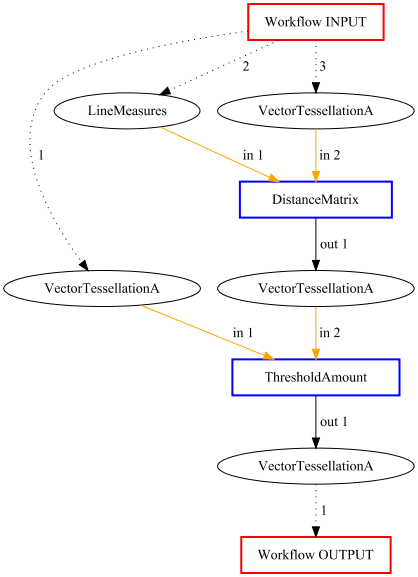 Workflow INPUT
2
3
LineMeasures
VectorTessellationA
1
in 1
in 2
DistanceMatrix
out 1
VectorTessellationA
VectorTessellationA
in 1
in 2
ThresholdAmount
out 1
VectorTessellationA
1
Workflow OUTPUT